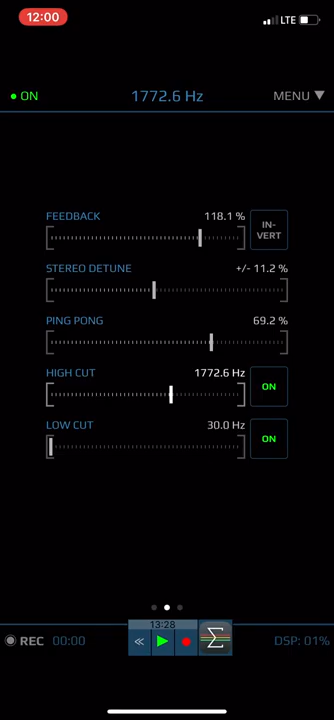 12:00
LTE
ON
1772.6 Hz
MENU ▼
FEEDBACK
118.1 %
IN-
VERT
STEREO DETUNE
+/- 11.2 %
PING PONG
69.2 %
HIGH CUT
1772.6 Hz
ON
LOW CUT
30.0 Hz
ON
13:28
REC
00:00
Σ
DSP: 01%